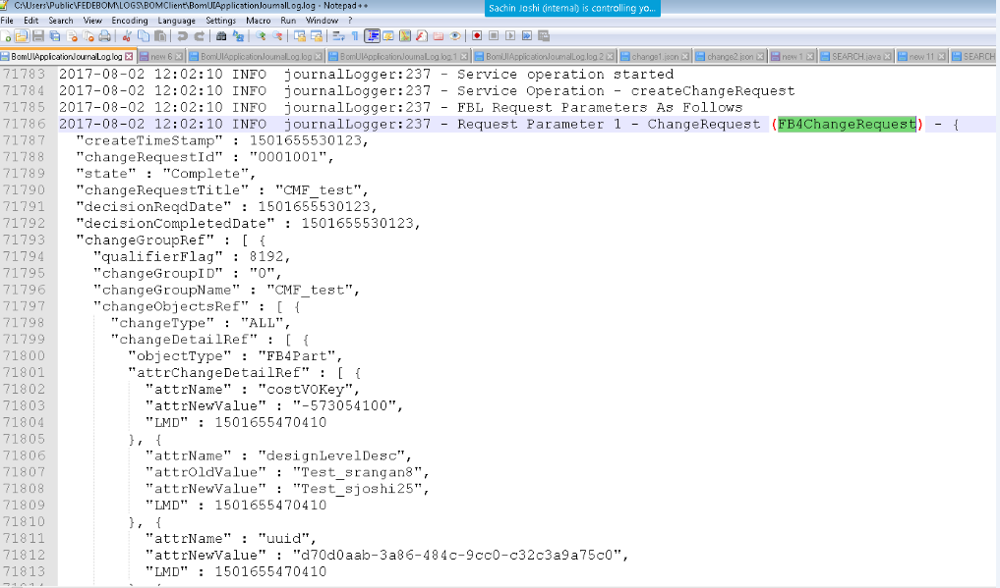 C:\Users\Public\FEDEBOM\LOGS\BOMClient\BomUIApplicationJournalLog.log - Notepad++
Sachin Joshi (internal) is controlling yo...
File Edit Search View Encoding Language Settings Macro Run Window ?
BomUIApplicationJournalLog.log new 6 BomUIApplicationJournalLog.log BomUIApplicationJournalLog.log.1 BomUIApplicationJournalLog.log.2 change1.json change2.json new 1 SEARCH.java new 11 SEARCH
71783 2017-08-02 12:02:10 INFO journalLogger:237 - Service operation started
71784 2017-08-02 12:02:10 INFO journalLogger:237 - Service Operation - createChangeRequest
71785 2017-08-02 12:02:10 INFO journalLogger:237 - FBL Request Parameters As Follows
71786 2017-08-02 12:02:10 INFO journalLogger:237 - Request Parameter 1 - ChangeRequest (FB4ChangeRequest) - {
71787 "createTimeStamp" : 1501655530123,
71788 "changeRequestId" : "0001001",
71789 "state" : "Complete",
71790 "changeRequestTitle" : "CMF_test",
71791 "decisionReqdDate" : 1501655530123,
71792 "decisionCompletedDate" : 1501655530123,
71793 "changeGroupRef" : [ {
71794 "qualifierFlag" : 8192,
71795 "changeGroupID" : "0",
71796 "changeGroupName" : "CMF_test",
71797 "changeObjectsRef" : [ {
71798 "changeType" : "ALL",
71799 "changeDetailRef" : [ {
71800 "objectType" : "FB4Part",
71801 "attrChangeDetailRef" : [ {
71802 "attrName" : "costVOKey",
71803 "attrNewValue" : "-573054100",
71804 "LMD" : 1501655470410
71805 }, {
71806 "attrName" : "designLevelDesc",
71807 "attrOldValue" : "Test_srangan8",
71808 "attrNewValue" : "Test_sjoshi25",
71809 "LMD" : 1501655470410
71810 }, {
71811 "attrName" : "uuid",
71812 "attrNewValue" : "d70d0aab-3a86-484c-9cc0-c32c3a9a75c0",
71813 "LMD" : 1501655470410